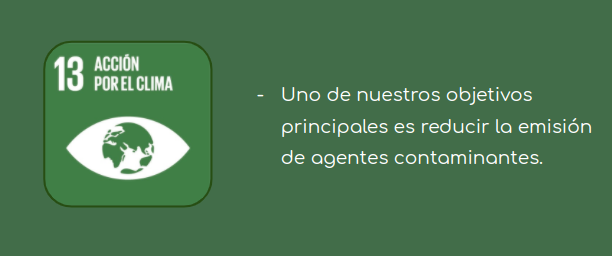 13 ACCIÓN
POR EL CLIMA
- Uno de nuestros objetivos
principales es reducir la emisión
de agentes contaminantes.